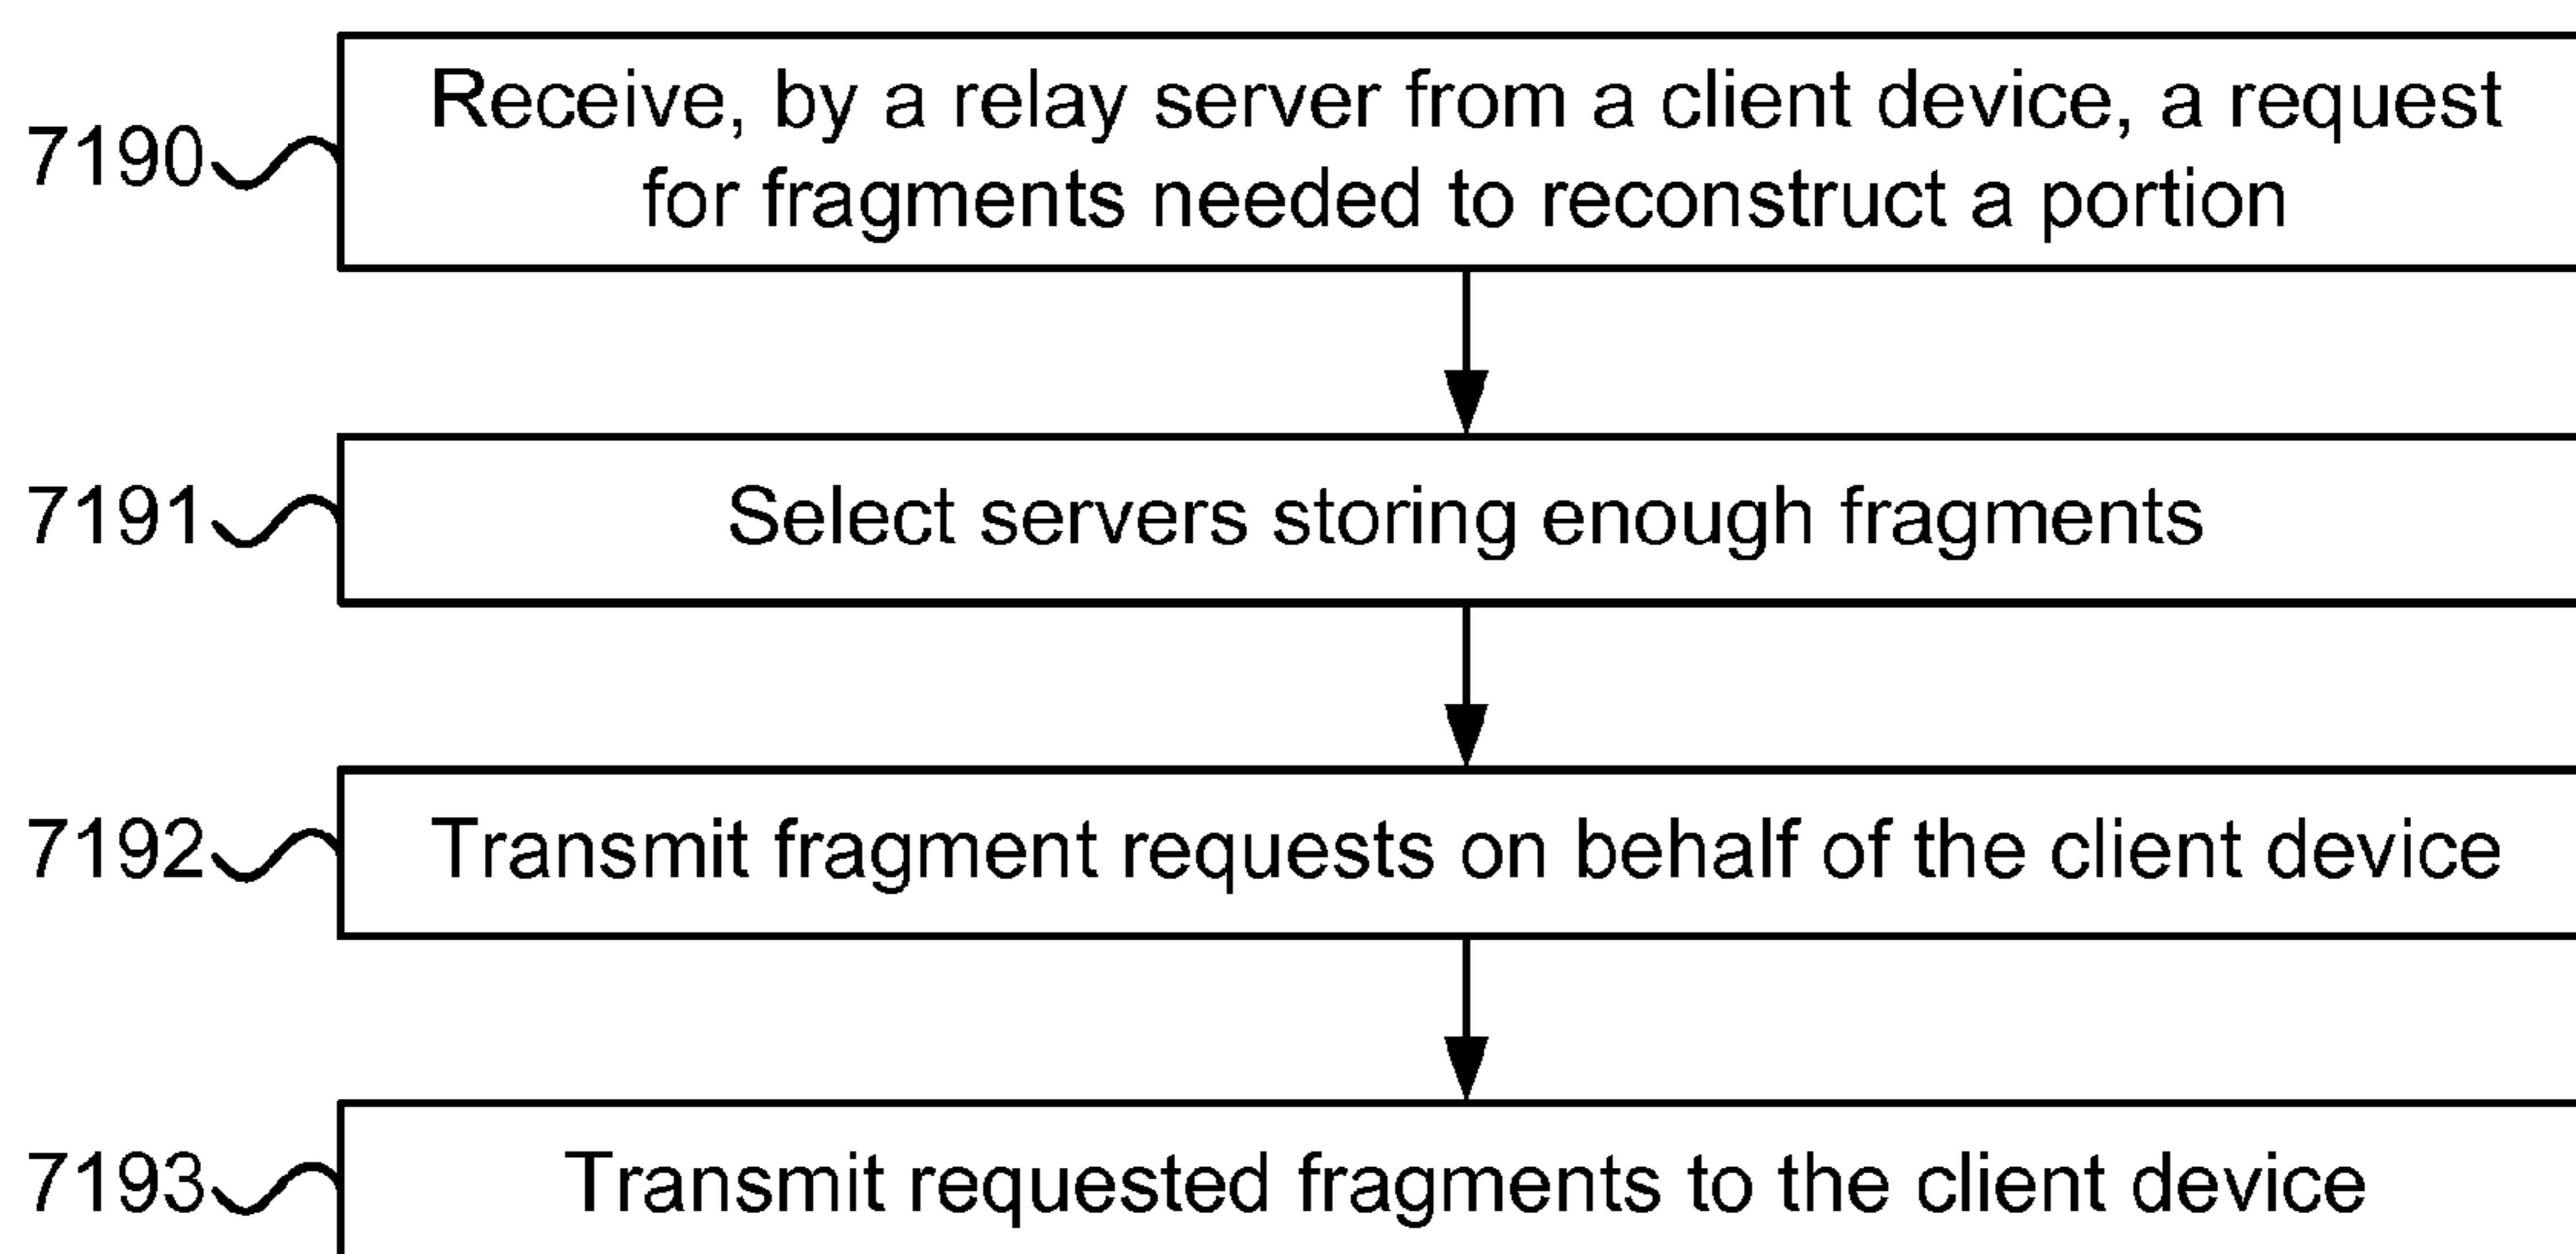 7190
Receive, by a relay server from a client device, a request
for fragments needed to reconstruct a portion
7191
Select servers storing enough fragments
7192
Transmit fragment requests on behalf of the client device
7193
Transmit requested fragments to the client device